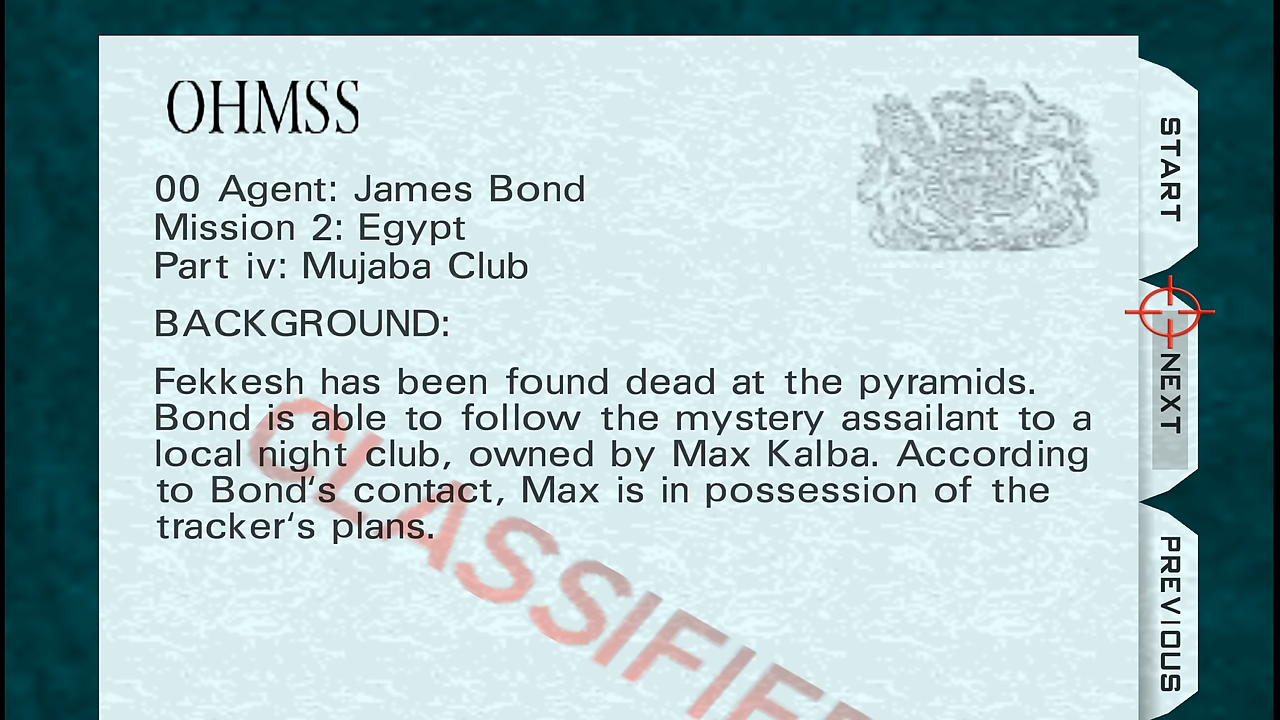 OHMSS
00 Agent: James Bond
Mission 2: Egypt
Part iv: Mujaba Club
BACKGROUND:
Fekkesh has been found dead at the pyramids.
Bond is able to follow the mystery assailant to a
local night club, owned by Max Kalba. According
to Bond‘s contact, Max is in possession of the
tracker‘s plans.
CLASSIFIE
START
NEXT
PREVIOUS